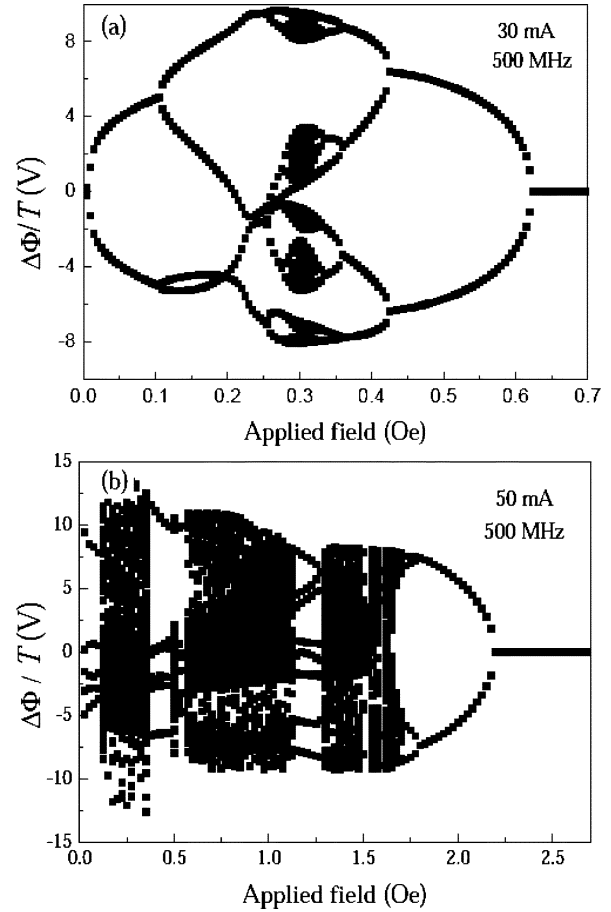 (a)
30 mA
500 MHz
8
4
0
-4
-8
ΔΦ/T (V)
0.0 0.1 0.2 0.3 0.4 0.5 0.6 0.7
Applied field (Oe)
(b)
50 mA
500 MHz
15
10
5
0
-5
-10
-15
ΔΦ / T (V)
0.0 0.5 1.0 1.5 2.0 2.5
Applied field (Oe)